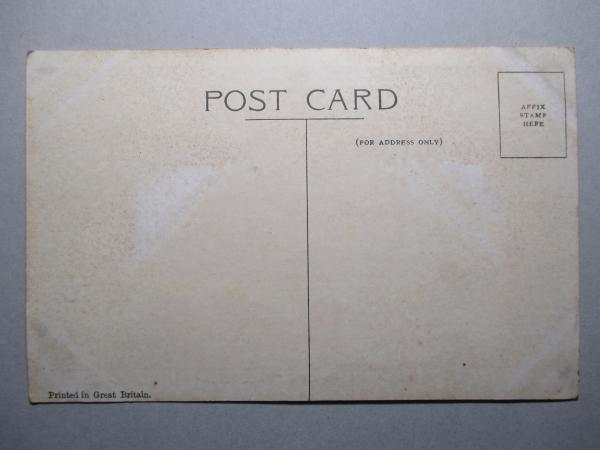 POST CARD
(FOR ADDRESS ONLY)
AFFIX
STAMP
HERE
Printed in Great Britain.